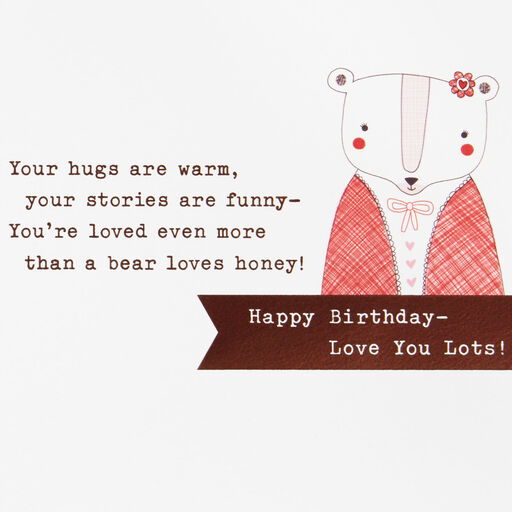 Your hugs are warm,
your stories are funny–
You're loved even more
than a bear loves honey!
Happy Birthday–
Love You Lots!